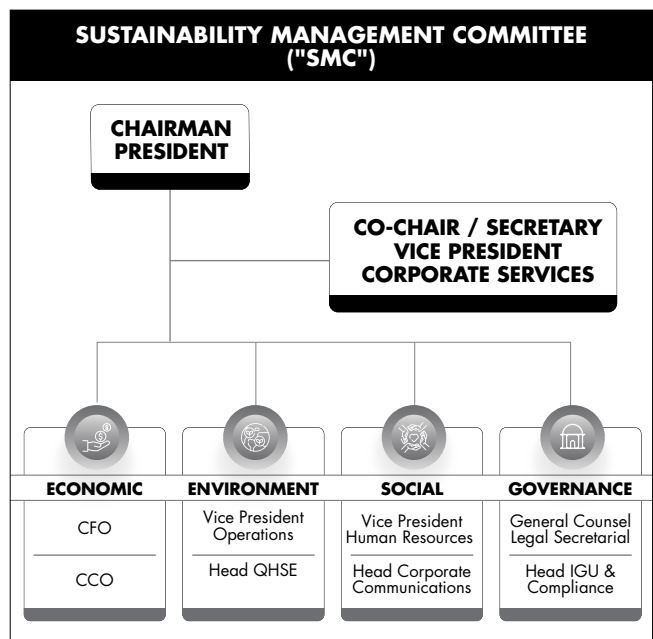 SUSTAINABILITY MANAGEMENT COMMITTEE
("SMC")
CHAIRMAN
PRESIDENT
CO-CHAIR / SECRETARY
VICE PRESIDENT
CORPORATE SERVICES
ECONOMIC
CFO
CCO
ENVIRONMENT
Vice President
Operations
Head QHSE
SOCIAL
Vice President
Human Resources
Head Corporate
Communications
GOVERNANCE
General Counsel
Legal Secretarial
Head IGU &
Compliance